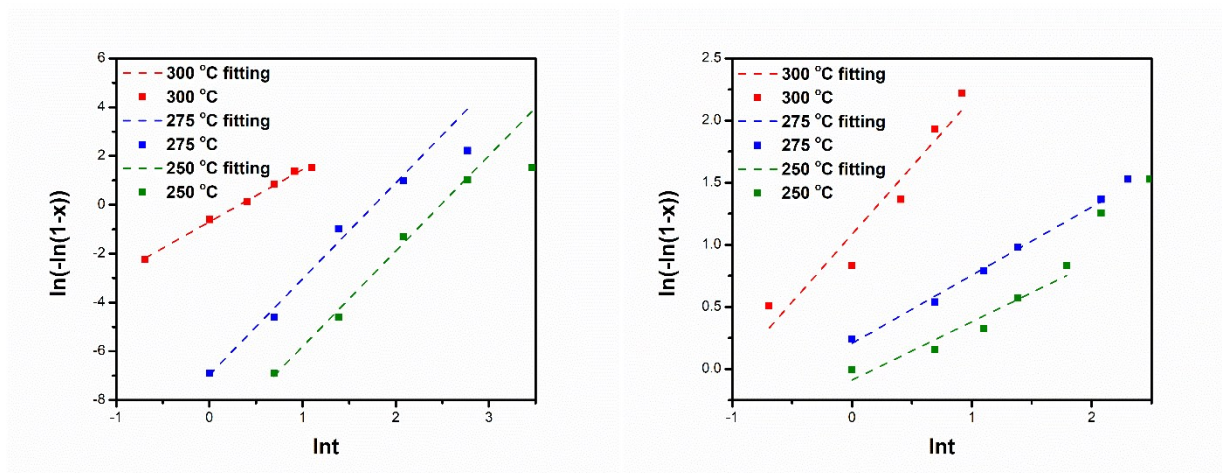 6
4
2
0
-2
-4
-6
-8
-1
0
1
2
3
ln(-ln(1-x))
lnt
300 °C fitting
300 °C
275 °C fitting
275 °C
250 °C fitting
250 °C
2.5
2.0
1.5
1.0
0.5
0.0
-1
0
1
2
ln(-ln(1-x))
lnt
300 °C fitting
300 °C
275 °C fitting
275 °C
250 °C fitting
250 °C